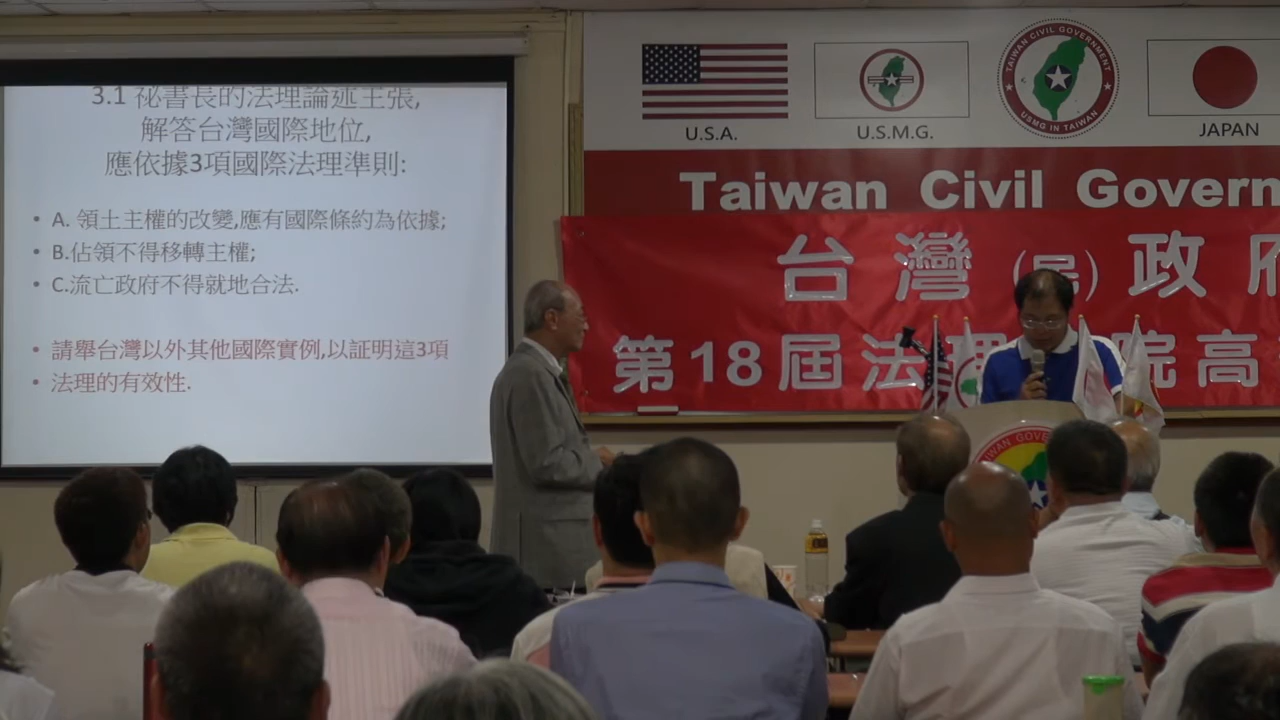 3.1 祕書長的法理論述主張,
解答台灣國際地位,
應依據3項國際法理準則:
• A. 領土主權的改變,應有國際條約為依據;
• B.佔領不得移轉主權;
• C.流亡政府不得就地合法.
• 請舉台灣以外其他國際實例,以証明這3項
• 法理的有效性.
U.S.A.
U.S.M.G.
TAIWAN CIVIL GOVERNMENT
USMG IN TAIWAN
JAPAN
Taiwan Civil Govern
台灣(民)政府
第18屆法理 院高
TAIWAN GOVER